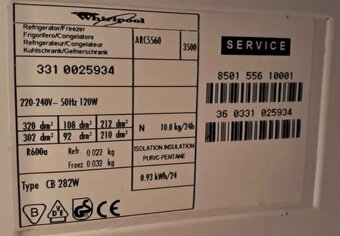 Whirlpool
Refrigerator/Freezer
Frigorifero/Congelatore
Refrigerateur/Congelateur
Kuhlschrank/Gefrierschrank
ARC5560
3500
SERVICE
331 0025934
8501 556 10001
220-240V~ 50Hz 120W
36 0331 025934
320 dm³ 108 dm³ 212 dm³
302 dm³ 92 dm³ 210 dm³
N 10.0 kg/24h
R600a
Refr. 0.022 kg
Freez 0.032 kg
ISOLATION INSULATION
PUR/C-PENTANE
Type CB 282W
0.93 kWh/24
B
GS
CE